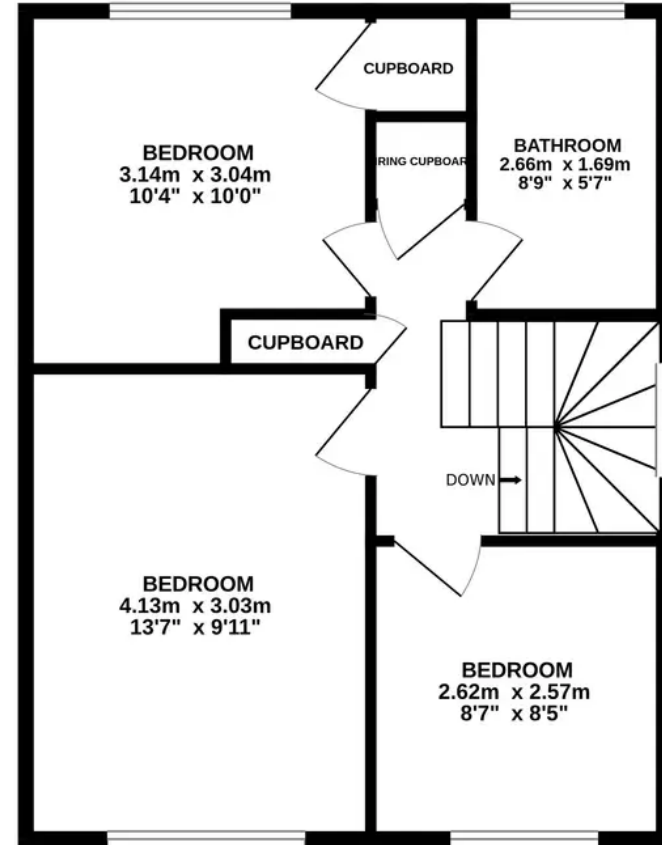 CUPBOARD
BEDROOM
3.14m x 3.04m
10'4" x 10'0"
IRING CUPBOAR
BATHROOM
2.66m x 1.69m
8'9" x 5'7"
CUPBOARD
DOWN
BEDROOM
4.13m x 3.03m
13'7" x 9'11"
BEDROOM
2.62m x 2.57m
8'7" x 8'5"